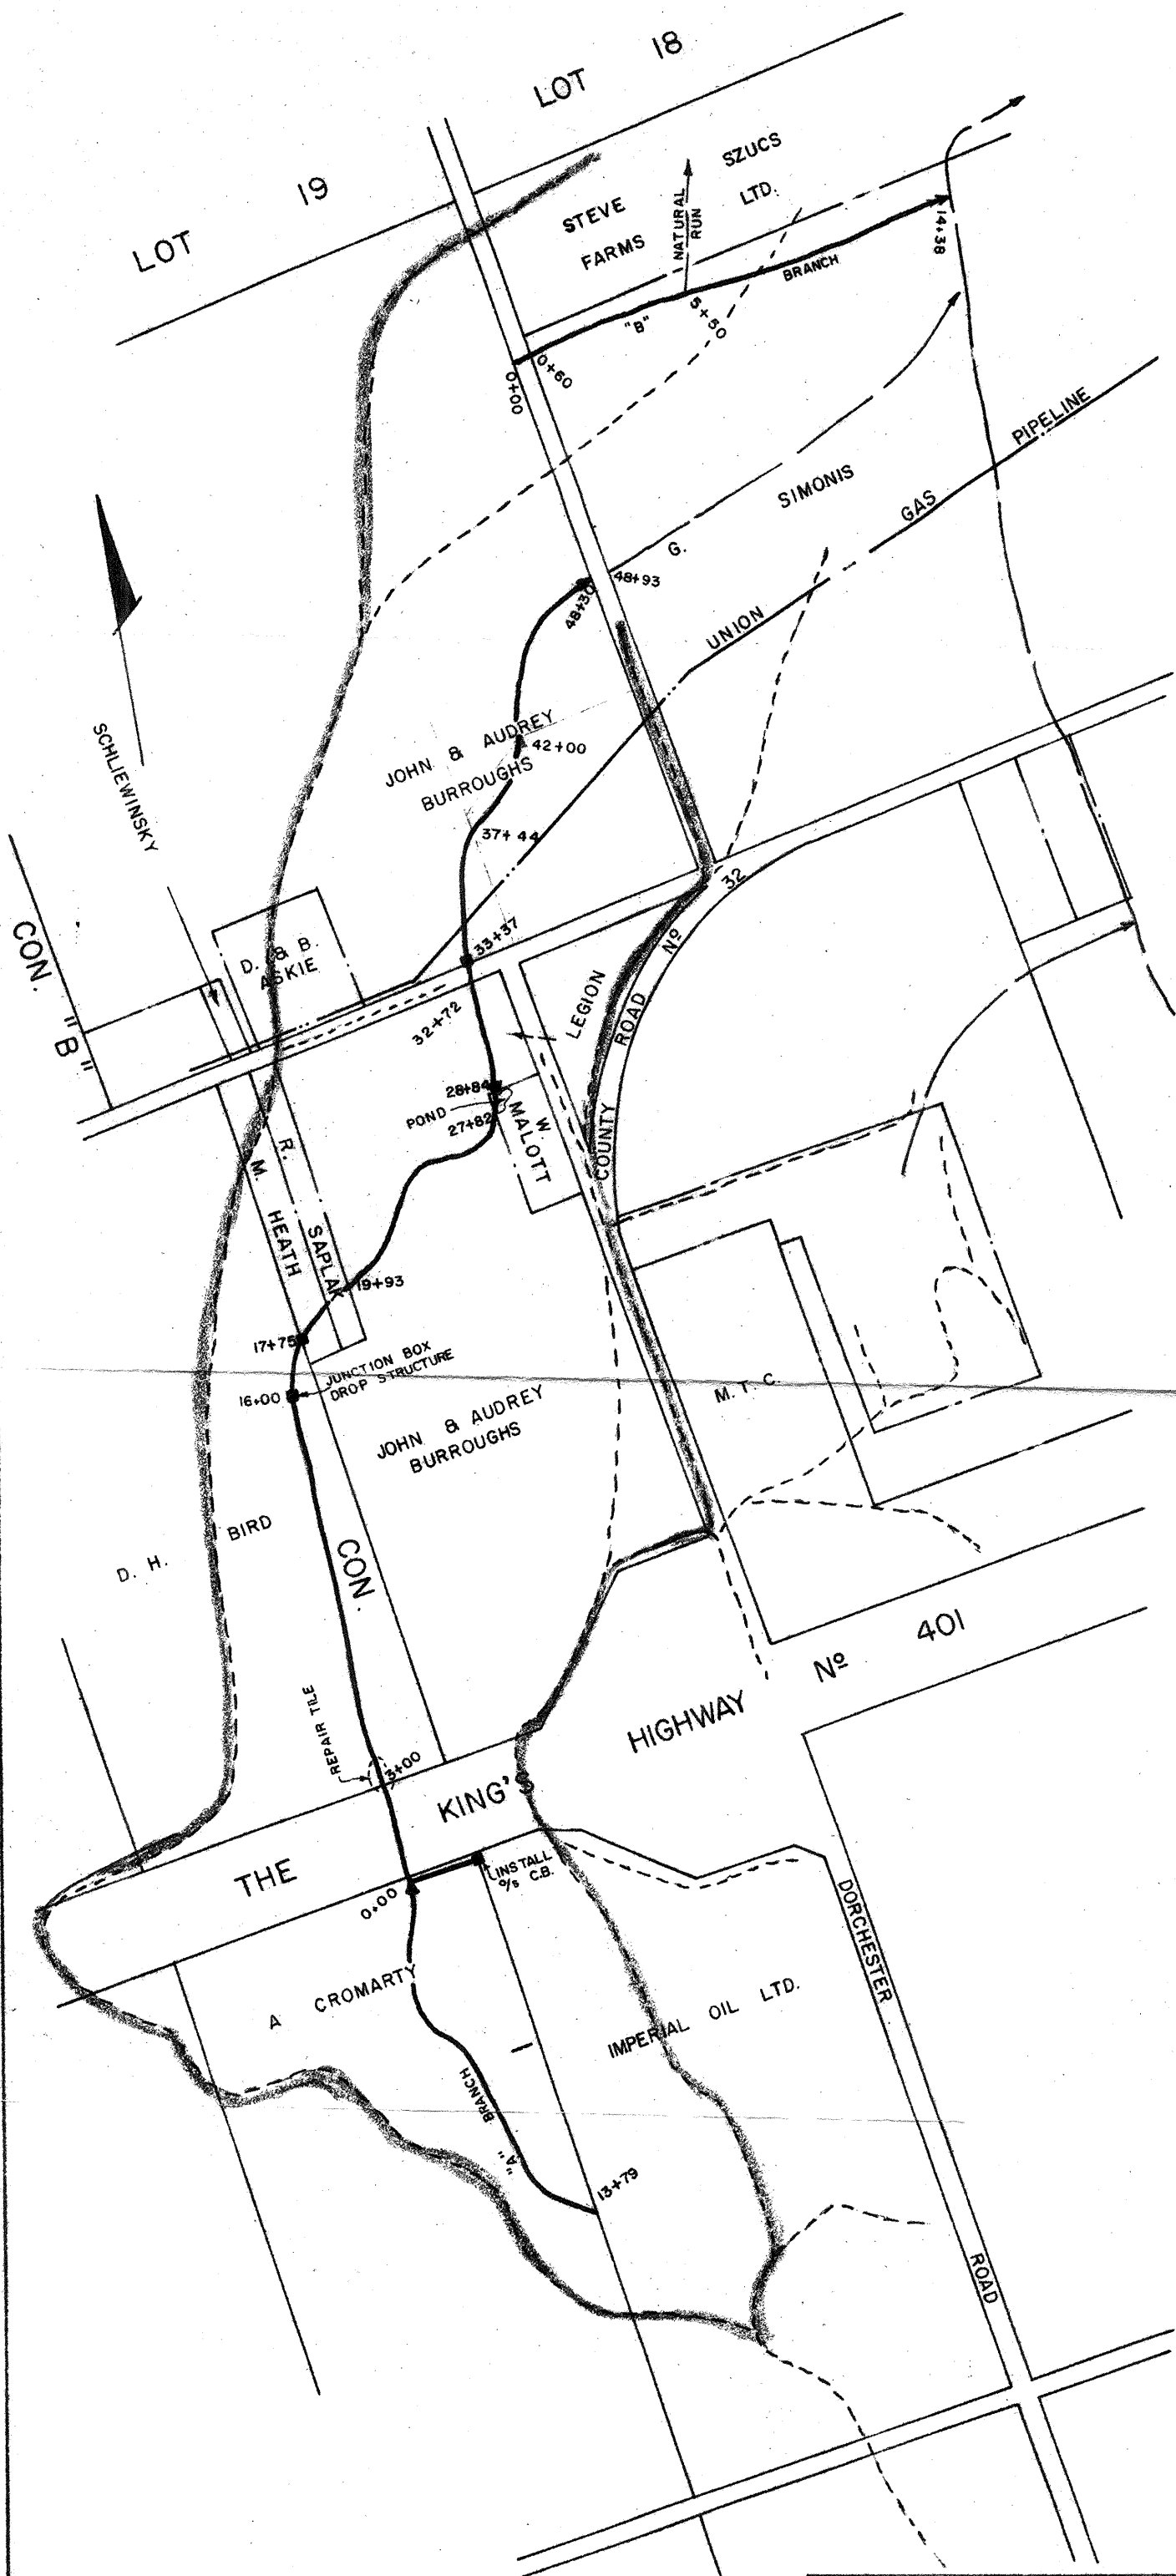 LOT 18
LOT 19
STEVE SZUCS
FARMS LTD.
NATURAL
RUN
"B" BRANCH
14+38
5+50
0+60
0+00
G. SIMONIS
UNION GAS PIPELINE
48+93
48+30
SCHLIEWINSKY
JOHN & AUDREY
BURROUGHS
42+00
37+44
33+37
CON. "B"
D. & B.
ASKIE
32+72
LEGION
COUNTY ROAD Nº 32
28+84
POND
27+82
W.
MALOTT
R. SAPLAK
M. HEATH
19+93
17+75
16+00
JUNCTION BOX
DROP STRUCTURE
JOHN & AUDREY
BURROUGHS
M. T. C.
D. H. BIRD
CON.
REPAIR TILE
3+00
THE KING'S HIGHWAY Nº 401
INSTALL
O/S C.B.
0+00
A CROMARTY
IMPERIAL OIL LTD.
DORCHESTER ROAD
BRANCH "A"
13+79